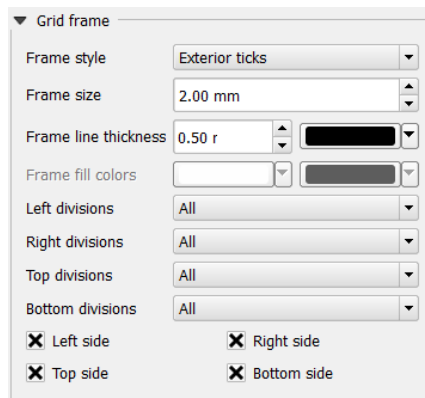 Grid frame
Frame style Exterior ticks
Frame size 2.00 mm
Frame line thickness 0.50 r
Frame fill colors
Left divisions All
Right divisions All
Top divisions All
Bottom divisions All
Left side Right side
Top side Bottom side